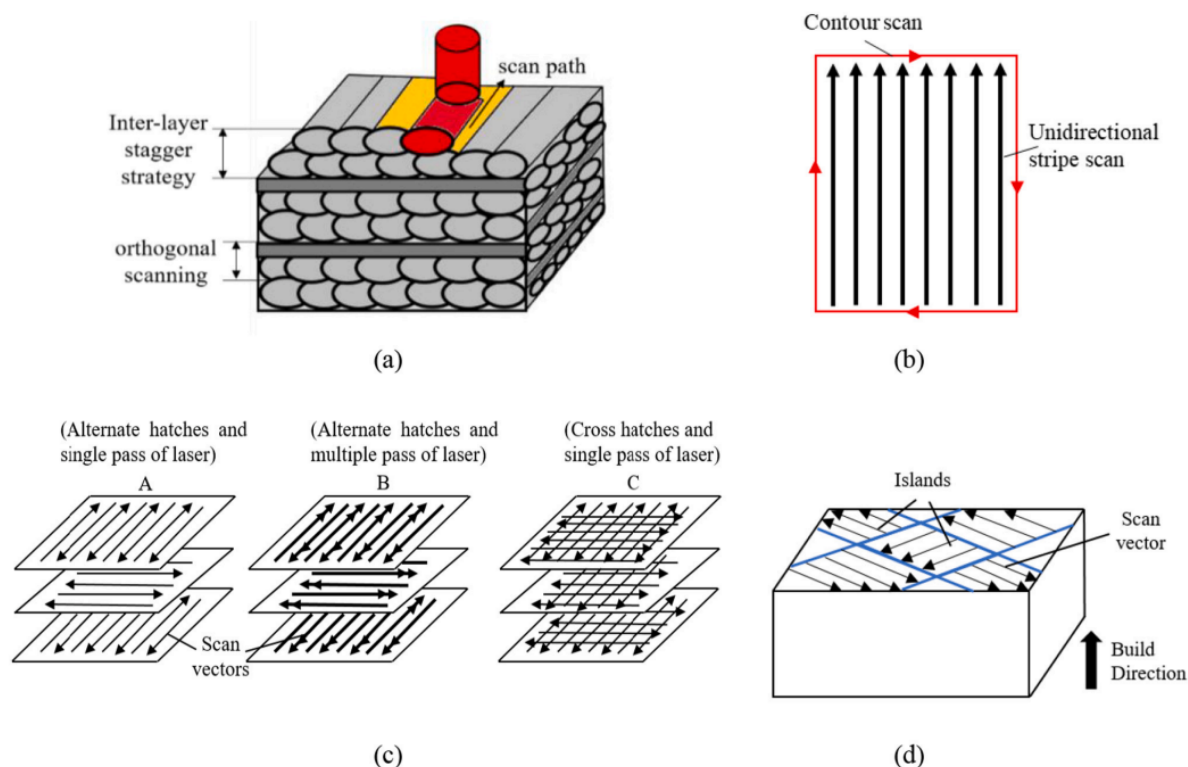 scan path
Inter-layer
stagger
strategy
orthogonal
scanning
(a)
Contour scan
Unidirectional
stripe scan
(b)
(Alternate hatches and
single pass of laser)
A
(Alternate hatches and
multiple pass of laser)
B
(Cross hatches and
single pass of laser)
C
Scan
vectors
(c)
Islands
Scan
vector
Build
Direction
(d)